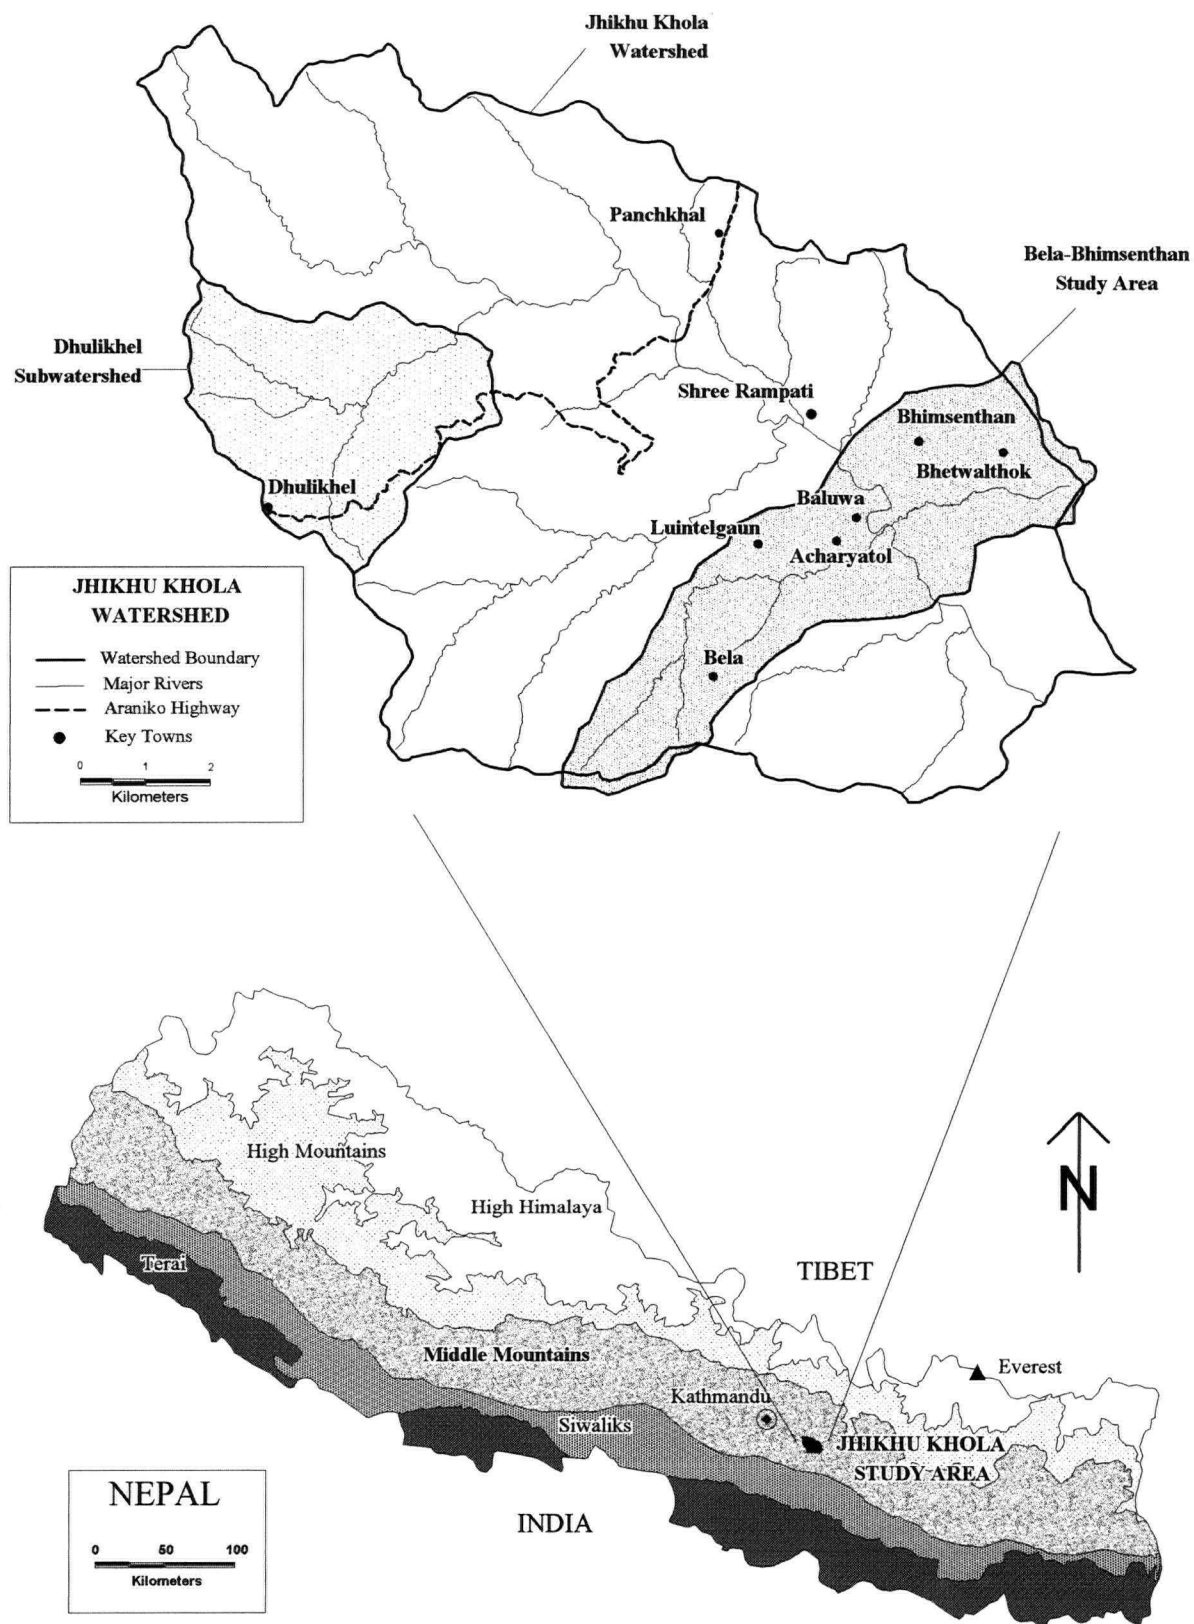 Jhikhu Khola
Watershed
Panchkhal
Bela-Bhimsenthan
Study Area
Dhulikhel
Subwatershed
Shree Rampati
Bhimsenthan
Bhetwalthok
Dhulikhel
Baluwa
Luintelgaun
Acharyatol
Bela
JHIKHU KHOLA
WATERSHED
Watershed Boundary
Major Rivers
Araniko Highway
Key Towns
0 1 2
Kilometers
High Mountains
High Himalaya
N
Terai
TIBET
Middle Mountains
Everest
Kathmandu
Siwaliks
JHIKHU KHOLA
STUDY AREA
NEPAL
0 50 100
Kilometers
INDIA